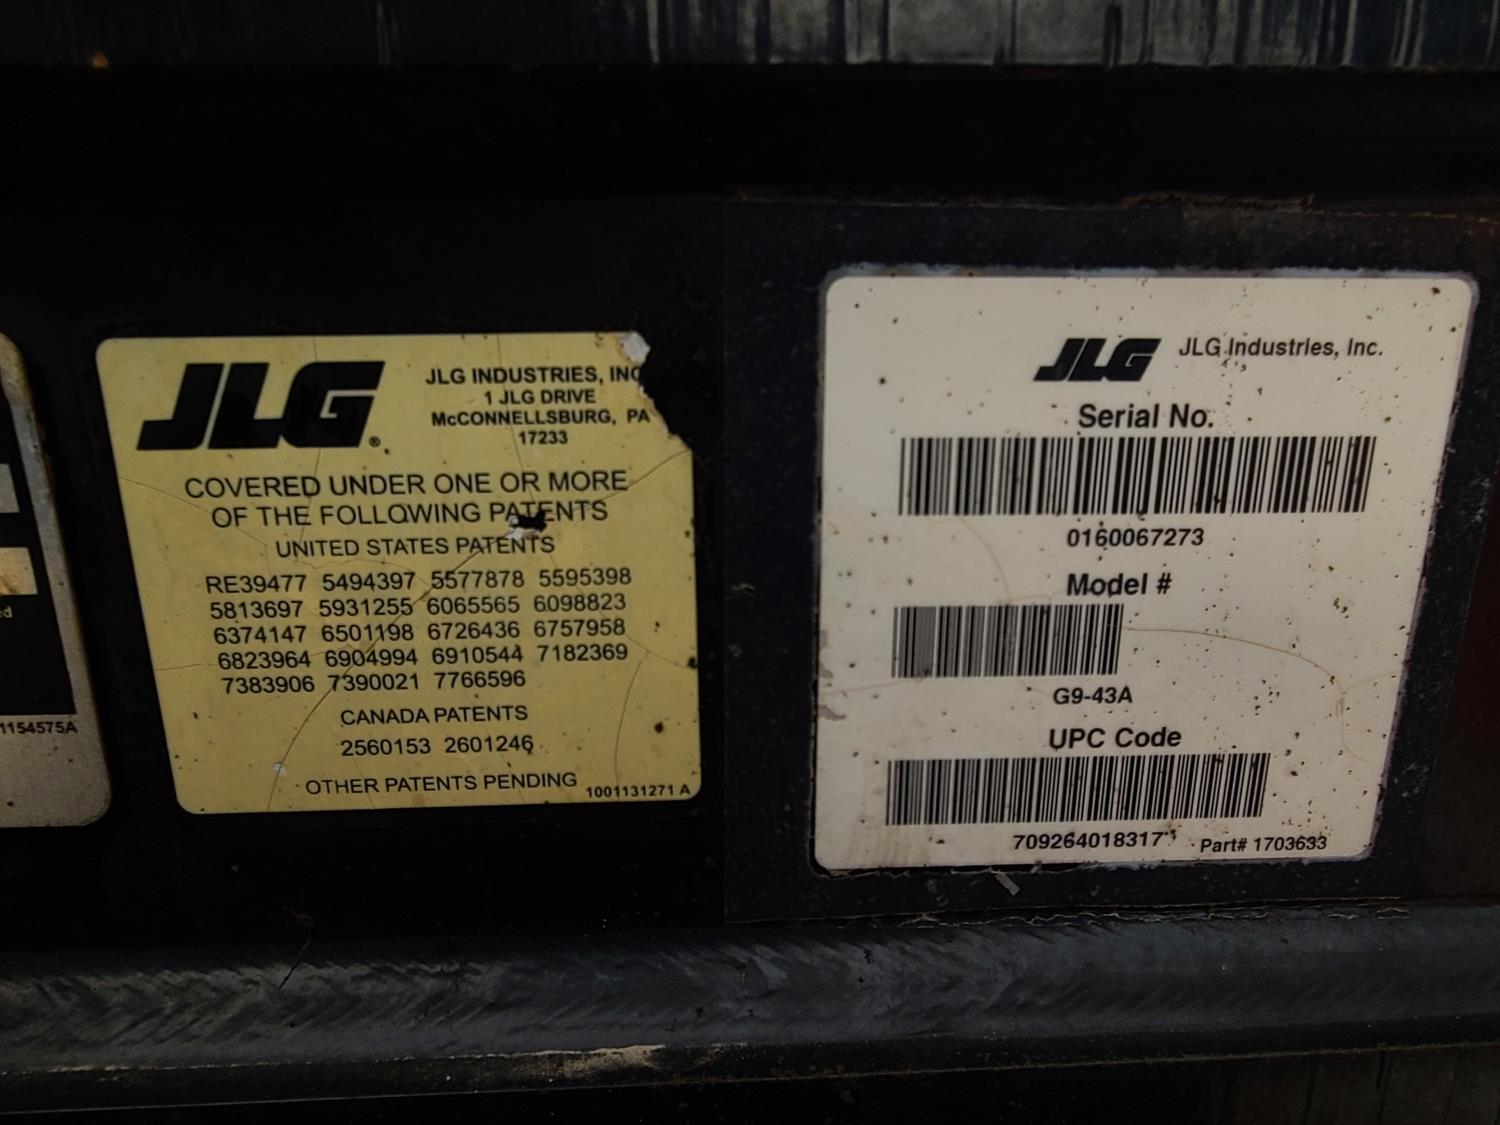 ed
1154575A
JLG®
JLG INDUSTRIES, INC
1 JLG DRIVE
McCONNELLSBURG, PA
17233
COVERED UNDER ONE OR MORE
OF THE FOLLOWING PATENTS
UNITED STATES PATENTS
RE39477 5494397 5577878 5595398
5813697 5931255 6065565 6098823
6374147 6501198 6726436 6757958
6823964 6904994 6910544 7182369
7383906 7390021 7766596
CANADA PATENTS
2560153 2601246
OTHER PATENTS PENDING
1001131271 A
JLG JLG Industries, Inc.
Serial No.
0160067273
Model #
G9-43A
UPC Code
709264018317
Part# 1703633